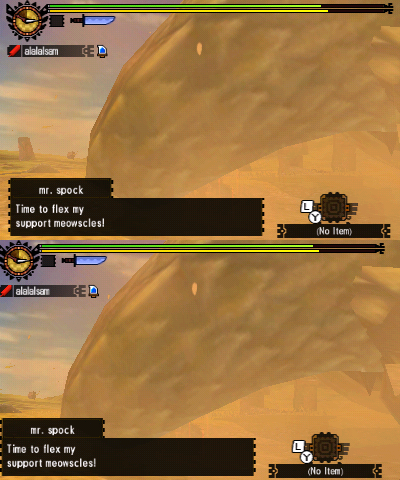 alalalsam
mr. spock
Time to flex my
support meowscles!
L
Y
(No Item)
alalalsam
mr. spock
Time to flex my
support meowscles!
L
Y
(No Item)